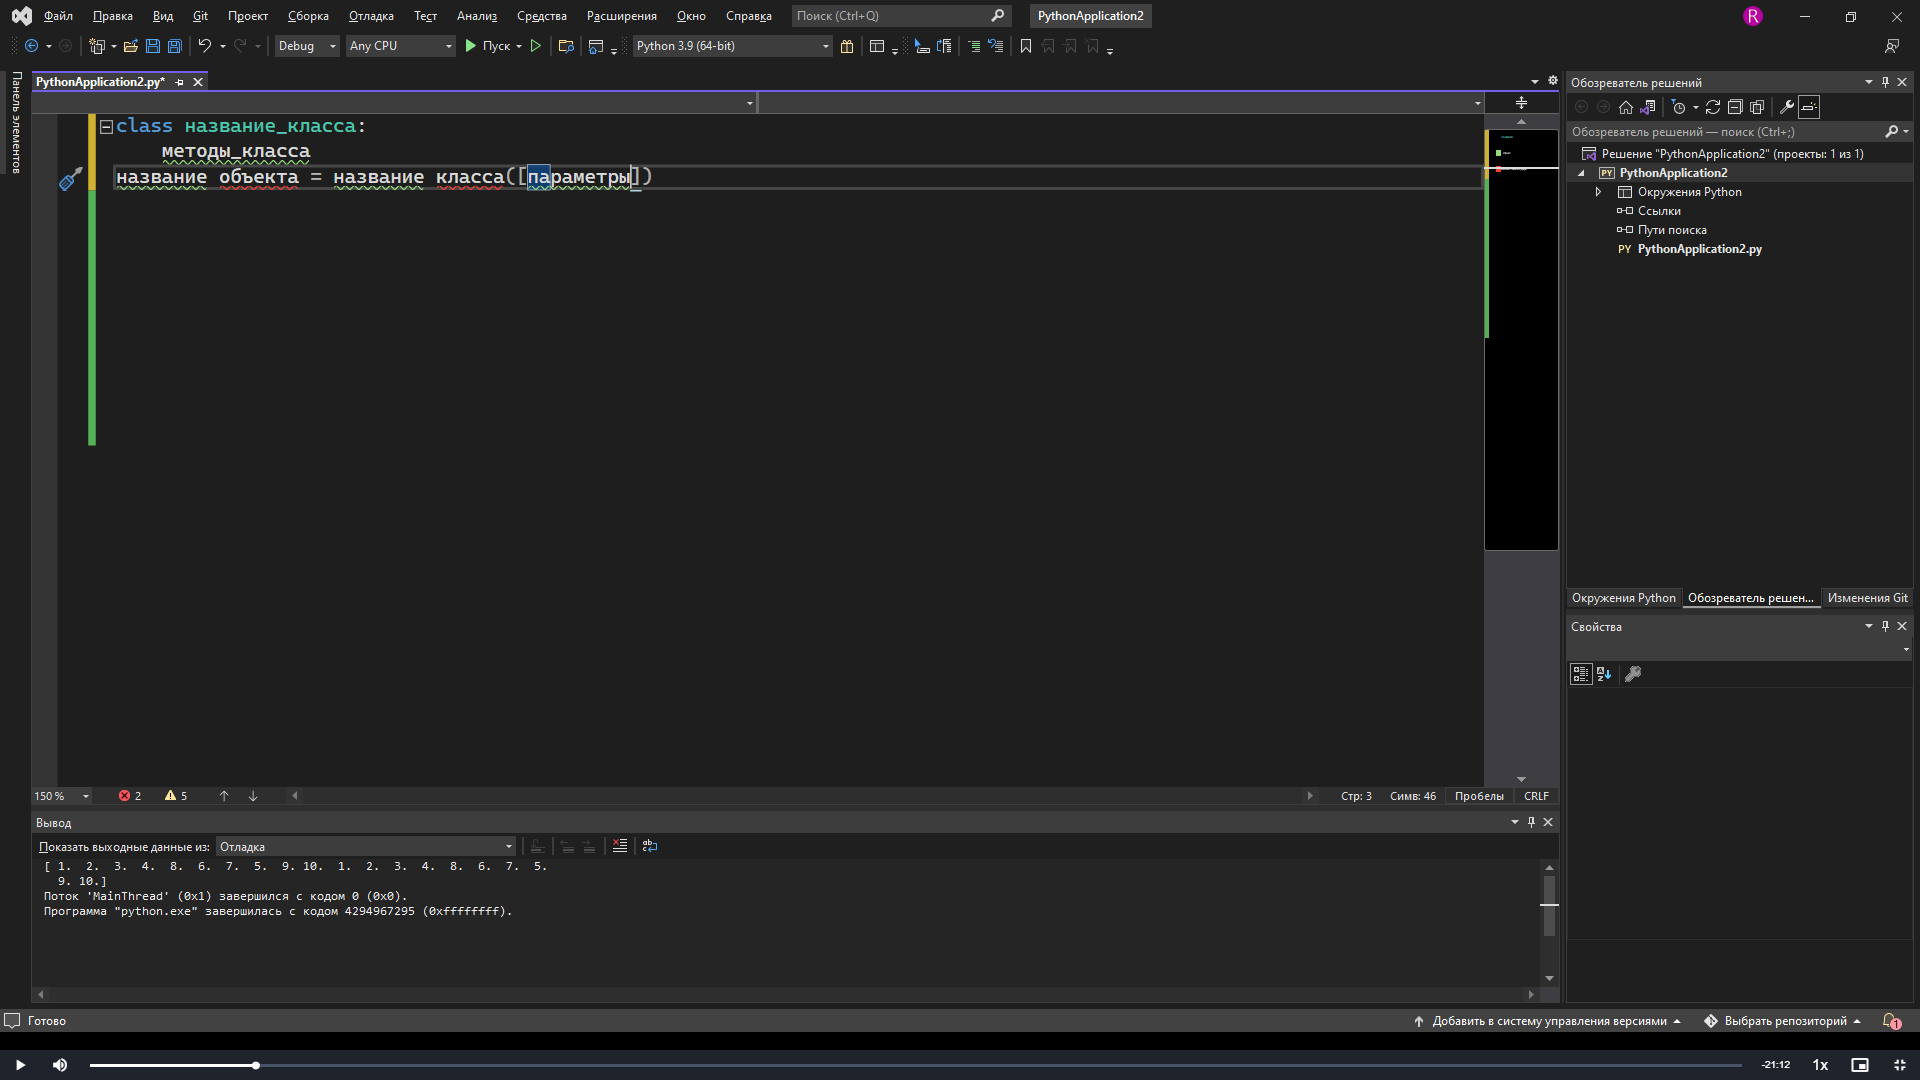 Файл Правка Вид Git Проект Сборка Отладка Тест Анализ Средства Расширения Окно Справка Поиск (Ctrl+Q) PythonApplication2 R
Debug Any CPU Пуск Python 3.9 (64-bit)
Панель элементов
PythonApplication2.py*
class название_класса:
методы_класса
название объекта = название класса([параметры])
150 % 2 5 Стр: 3 Симв: 46 Пробелы CRLF
Обозреватель решений
Обозреватель решений — поиск (Ctrl+;)
Решение "PythonApplication2" (проекты: 1 из 1)
PY PythonApplication2
Окружения Python
Ссылки
Пути поиска
PY PythonApplication2.py
Окружения Python Обозреватель решен... Изменения Git
Свойства
Вывод
Показать выходные данные из: Отладка
[ 1. 2. 3. 4. 8. 6. 7. 5. 9. 10. 1. 2. 3. 4. 8. 6. 7. 5.
9. 10.]
Поток 'MainThread' (0x1) завершился с кодом 0 (0x0).
Программа "python.exe" завершилась с кодом 4294967295 (0xffffffff).
Готово Добавить в систему управления версиями Выбрать репозиторий 1
-21:12 1x